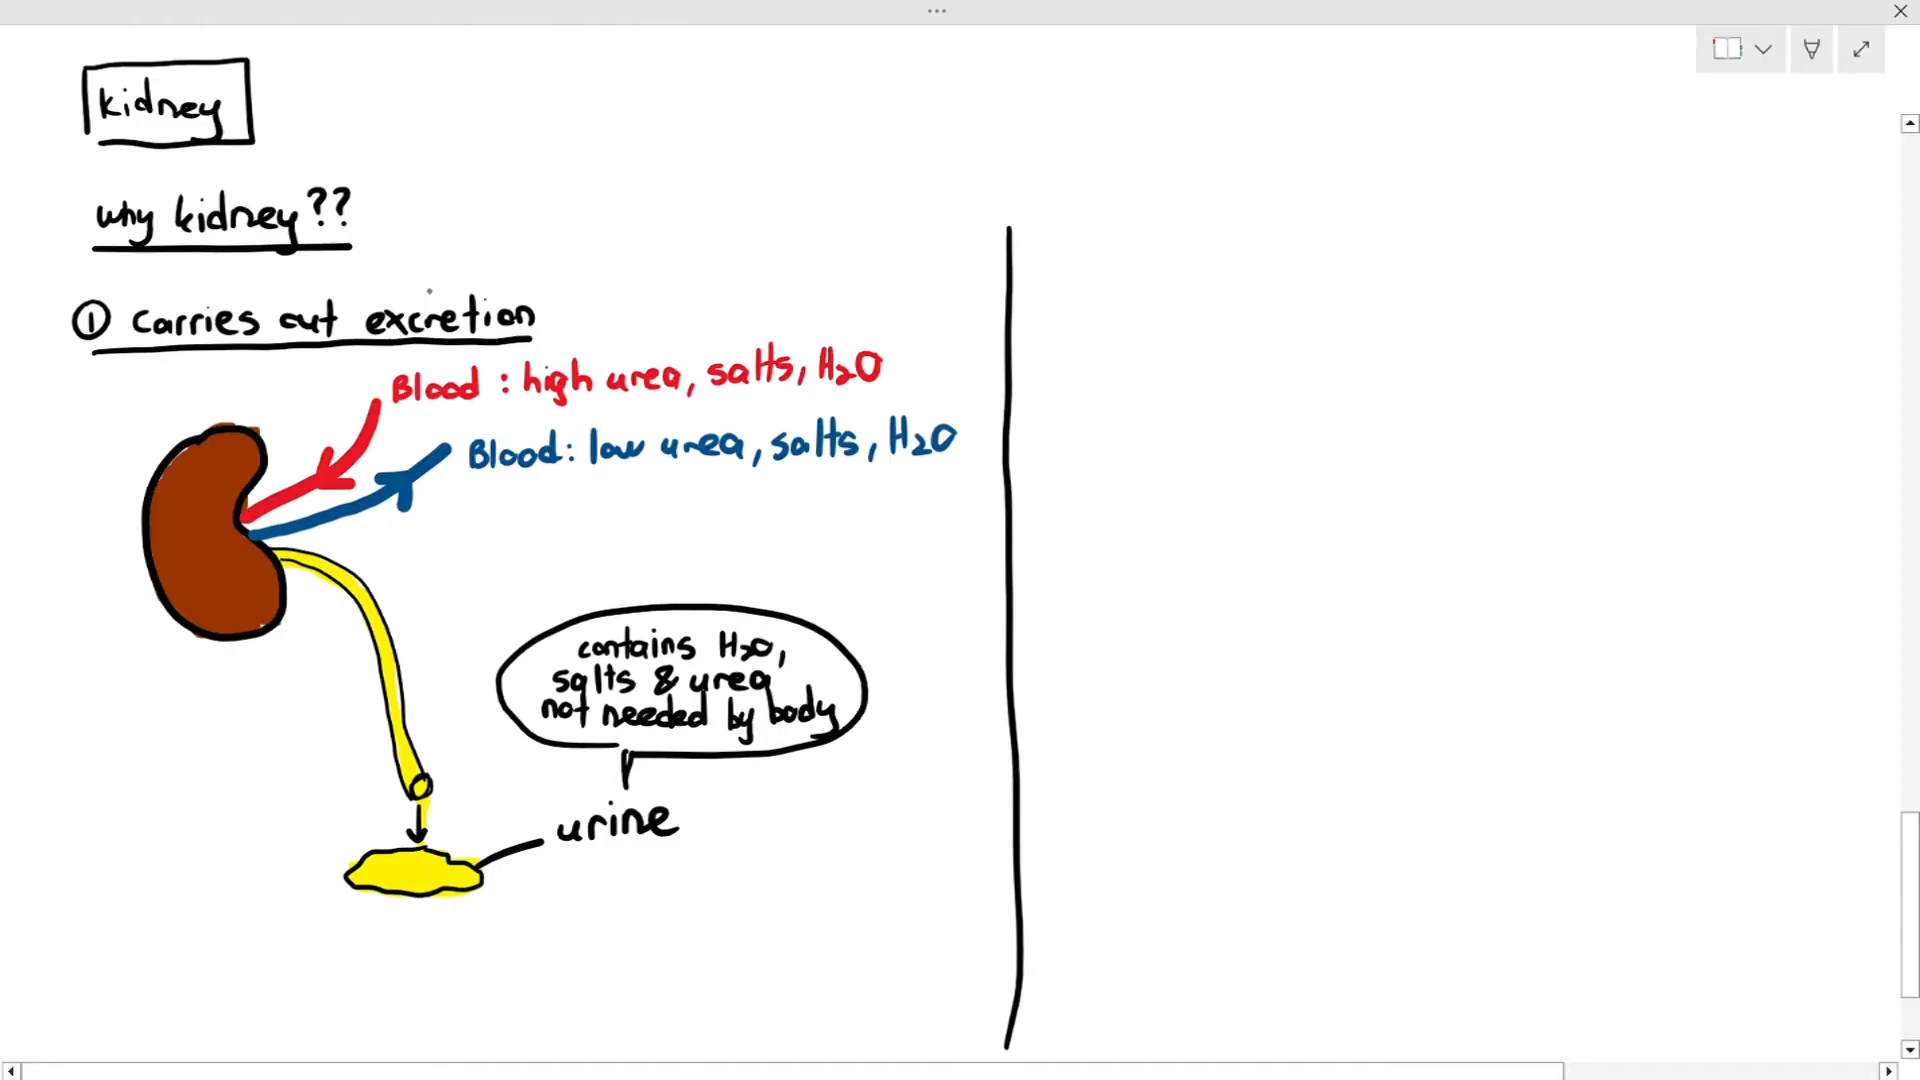 kidney
why kidney??
① Carries out excretion
Blood : high urea, salts, H₂O
Blood: low urea, salts, H₂O
contains H₂O,
salts & urea
not needed by body
urine